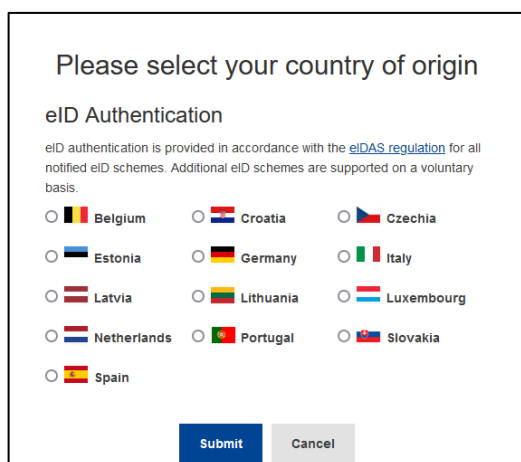 Please select your country of origin
eID Authentication
eID authentication is provided in accordance with the eIDAS regulation for all
notified eID schemes. Additional eID schemes are supported on a voluntary
basis.
Belgium Croatia Czechia
Estonia Germany Italy
Latvia Lithuania Luxembourg
Netherlands Portugal Slovakia
Spain
Submit Cancel